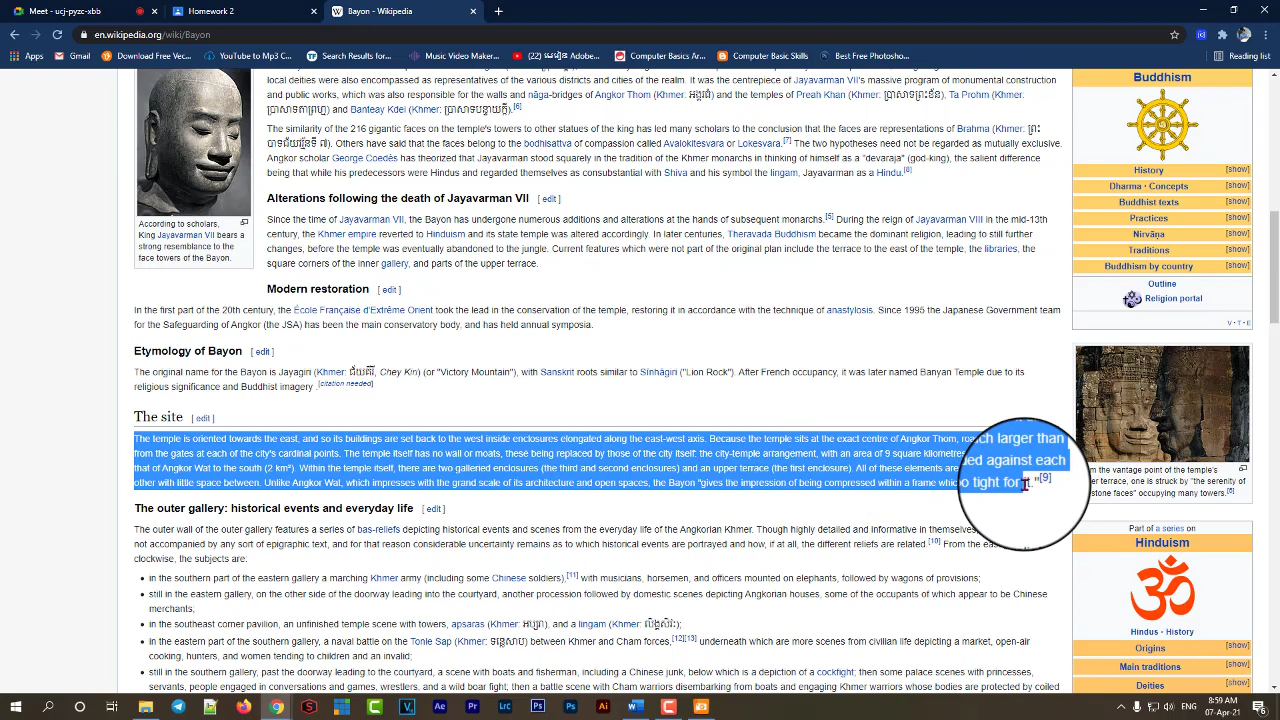 Meet - ucj-pyzc-xbb
Homework 2
Bayon - Wikipedia
en.wikipedia.org/wiki/Bayon
Apps
Gmail
Download Free Vec...
YouTube to MP3 C...
Search Results for...
Music Video Maker...
Computer Basics Ar...
Computer Basic Skills
Best Free Photosho...
Reading list
local deities were also encompassed as representatives of the various districts and cities of the realm. It was the centrepiece of Jayavarman VII's massive program of monumental construction
and public works, which was also responsible for the walls and nāga-bridges of Angkor Thom (Khmer: អង្គរធំ) and the temples of Preah Khan (Khmer: ប្រាសាទព្រះខ័ន), Ta Prohm (Khmer:
ប្រាសាទតាព្រហ្ម) and Banteay Kdei (Khmer: ប្រាសាទបន្ទាយក្តី).[6]
The similarity of the 216 gigantic faces on the temple's towers to other statues of the king has led many scholars to the conclusion that the faces are representations of Brahma (Khmer: ព្រះ
បាទជ័យវរ្ម័នទី ៧). Others have said that the faces belong to the bodhisattva of compassion called Avalokitesvara or Lokesvara.[7] The two hypotheses need not be regarded as mutually exclusive.
Angkor scholar George Coedès has theorized that Jayavarman stood squarely in the tradition of the Khmer monarchs in thinking of himself as a "devaraja" (god-king), the salient difference
being that while his predecessors were Hindus and regarded themselves as consubstantial with Shiva and his symbol the lingam, Jayavarman as a Hindu.[8]
According to scholars,
King Jayavarman VII bears a
strong resemblance to the
face towers of the Bayon.
Alterations following the death of Jayavarman VII [ edit ]
Since the time of Jayavarman VII, the Bayon has undergone numerous additions and alterations at the hands of subsequent monarchs.[5] During the reign of Jayavarman VIII in the mid-13th
century, the Khmer empire reverted to Hinduism and its state temple was altered accordingly. In later centuries, Theravada Buddhism became the dominant religion, leading to still further
changes, before the temple was eventually abandoned to the jungle. Current features which were not part of the original plan include the terrace to the east of the temple, the libraries, the
square corners of the inner gallery, and parts of the upper terrace.
Modern restoration [ edit ]
In the first part of the 20th century, the École Française d'Extrême Orient took the lead in the conservation of the temple, restoring it in accordance with the technique of anastylosis. Since 1995 the Japanese Government team
for the Safeguarding of Angkor (the JSA) has been the main conservatory body, and has held annual symposia.
Etymology of Bayon [ edit ]
The original name for the Bayon is Jayagiri (Khmer: ជ័យគីរី, Chey Kiri) (or "Victory Mountain"), with Sanskrit roots similar to Sīnhāgiri ("Lion Rock"). After French occupancy, it was later named Banyan Temple due to its
religious significance and Buddhist imagery .[citation needed]
The site [ edit ]
The temple is oriented towards the east, and so its buildings are set back to the west inside enclosures elongated along the east-west axis. Because the temple sits at the exact centre of Angkor Thom, roa
ch larger than
from the gates at each of the city's cardinal points. The temple itself has no wall or moats, these being replaced by those of the city itself: the city-temple arrangement, with an area of 9 square kilometres
that of Angkor Wat to the south (2 km²). Within the temple itself, there are two galleried enclosures (the third and second enclosures) and an upper terrace (the first enclosure). All of these elements are
ed against each
other with little space between. Unlike Angkor Wat, which impresses with the grand scale of its architecture and open spaces, the Bayon "gives the impression of being compressed within a frame whic
o tight for it."[9]
The outer gallery: historical events and everyday life [ edit ]
The outer wall of the outer gallery features a series of bas-reliefs depicting historical events and scenes from the everyday life of the Angkorian Khmer. Though highly detailed and informative in themselves
not accompanied by any sort of epigraphic text, and for that reason considerable uncertainty remains as to which historical events are portrayed and how, if at all, the different reliefs are related.[10] From the eas
clockwise, the subjects are:
• in the southern part of the eastern gallery a marching Khmer army (including some Chinese soldiers),[11] with musicians, horsemen, and officers mounted on elephants, followed by wagons of provisions;
• still in the eastern gallery, on the other side of the doorway leading into the courtyard, another procession followed by domestic scenes depicting Angkorian houses, some of the occupants of which appear to be Chinese
merchants;
• in the southeast corner pavilion, an unfinished temple scene with towers, apsaras (Khmer: អប្សរា), and a lingam (Khmer: លិង្គសិវៈ);
• in the eastern part of the southern gallery, a naval battle on the Tonle Sap (Khmer: ទន្លេសាប) between Khmer and Cham forces,[12][13] underneath which are more scenes from civilian life depicting a market, open-air
cooking, hunters, and women tending to children and an invalid;
• still in the southern gallery, past the doorway leading to the courtyard, a scene with boats and fisherman, including a Chinese junk, below which is a depiction of a cockfight; then some palace scenes with princesses,
servants, people engaged in conversations and games, wrestlers, and a wild boar fight; then a battle scene with Cham warriors disembarking from boats and engaging Khmer warriors whose bodies are protected by coiled
Buddhism
History [show]
Dharma · Concepts [show]
Buddhist texts [show]
Practices [show]
Nirvāṇa [show]
Traditions [show]
Buddhism by country [show]
Outline
Religion portal
V · T · E
m the vantage point of the temple's
er terrace, one is struck by "the serenity of
stone faces" occupying many towers.[5]
Part of a series on
Hinduism
Hindus · History
Origins [show]
Main traditions [show]
Deities [show]
8:59 AM
07-Apr-21